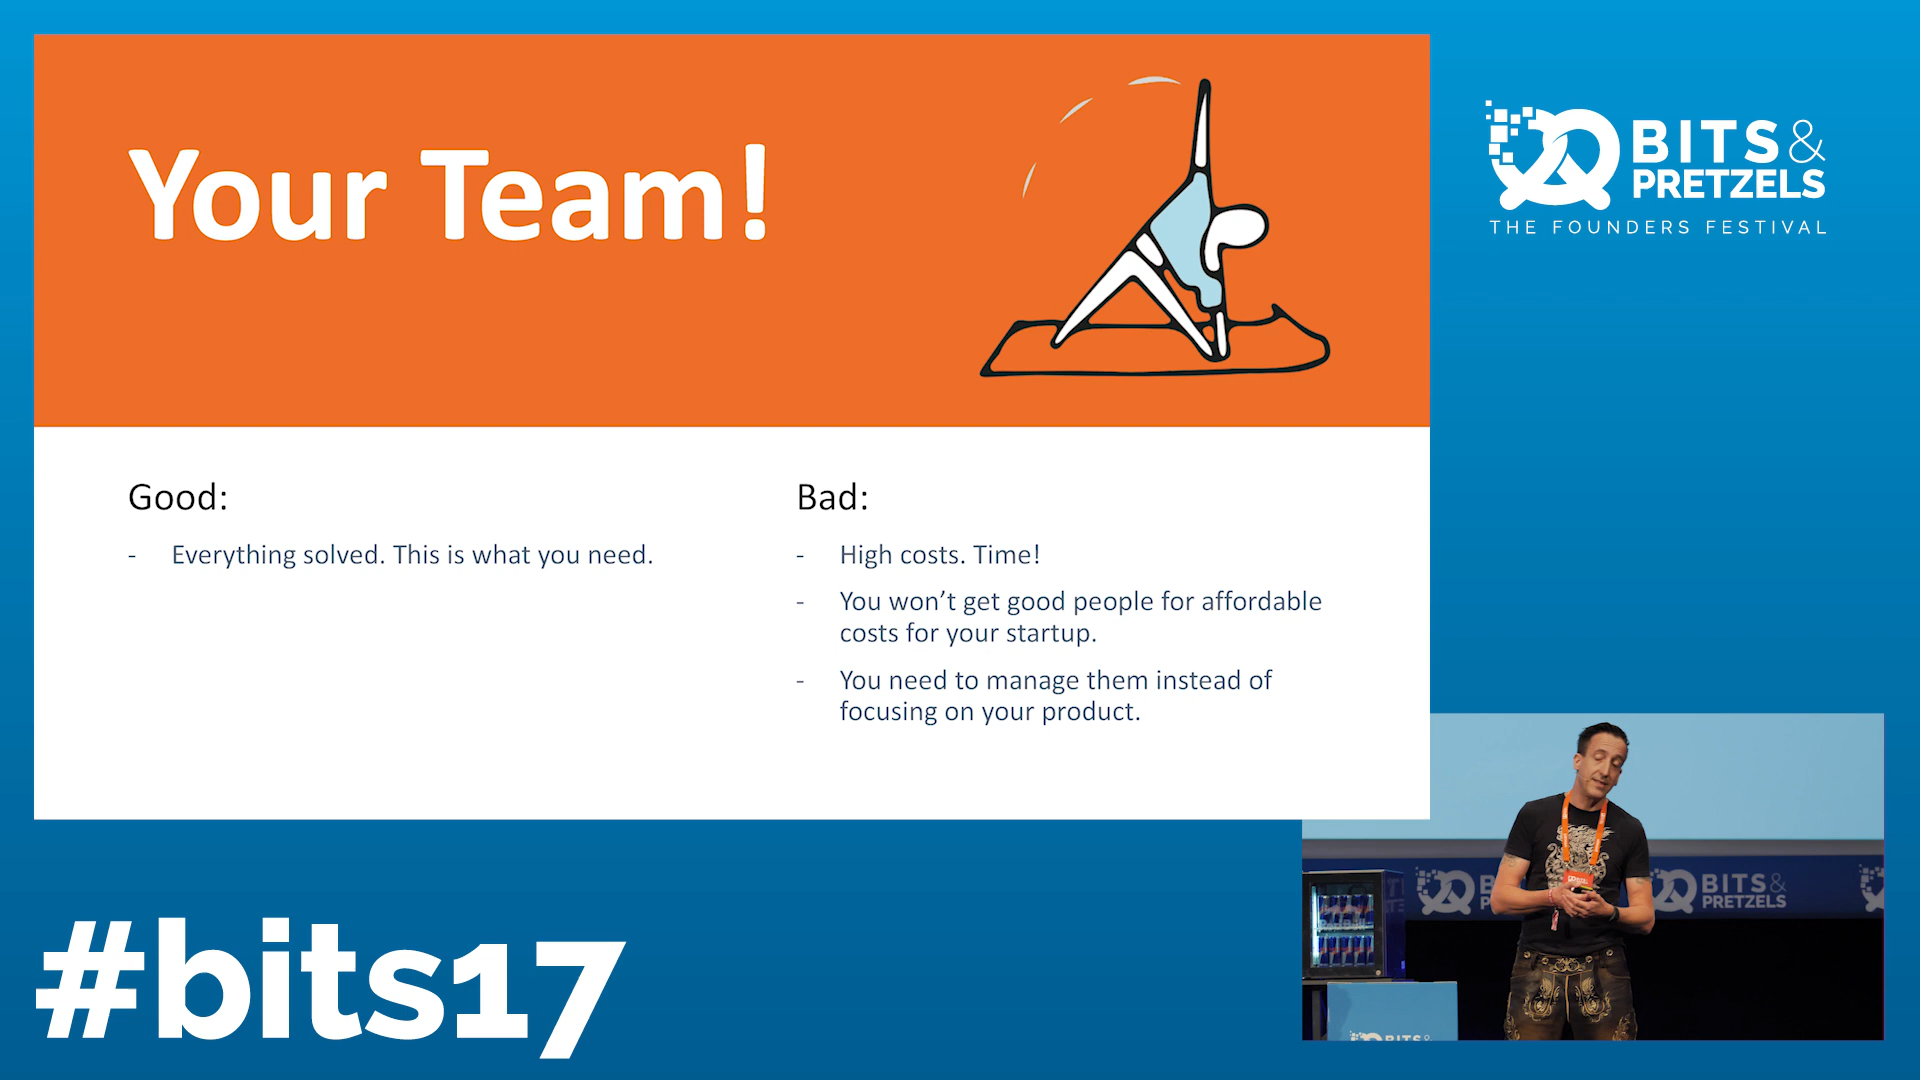 Your Team!
BITS &
PRETZELS
THE FOUNDERS FESTIVAL
Good:
- Everything solved. This is what you need.
Bad:
- High costs. Time!
- You won’t get good people for affordable
costs for your startup.
- You need to manage them instead of
focusing on your product.
BITS &
PRETZELS
BITS &
#bits17